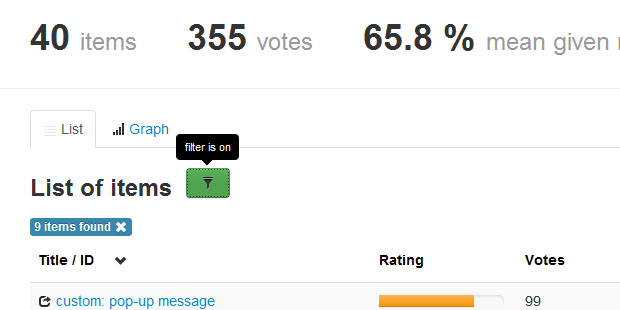 40 items 355 votes 65.8 % mean given
List Graph
filter is on
List of items
9 items found ✖
Title / ID Rating Votes
custom: pop-up message 99